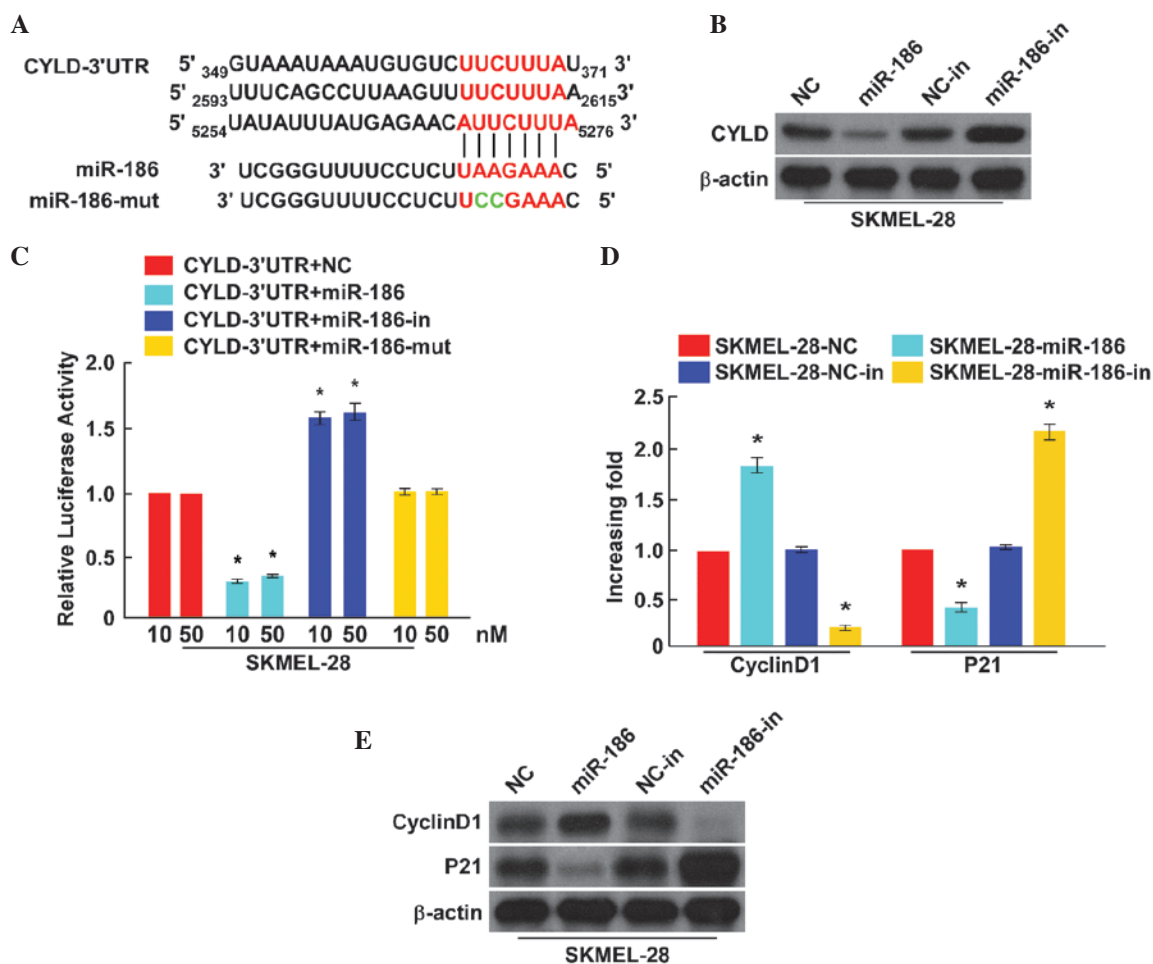 A
CYLD-3'UTR 5' 349 GUAAAUAAAUGUGUCUUCUUUAU 371 3'
5' 2593 UUUCAGCCUUAAGUUUUCUUUAA 2615 3'
5' 5254 UAUAUUUAUGAGAACAUUCUUUA 5276 3'
miR-186 3' UCGGGUUUUCCUCUUAAGAAAC 5'
miR-186-mut 3' UCGGGUUUUCCUCUUCCGAAAC 5'
B
NC miR-186 NC-in miR-186-in
CYLD
β-actin
SKMEL-28
C
CYLD-3'UTR+NC
CYLD-3'UTR+miR-186
CYLD-3'UTR+miR-186-in
CYLD-3'UTR+miR-186-mut
Relative Luciferase Activity
2.0
1.5
1.0
0.5
0
* * * *
10 50 10 50 10 50 10 50 nM
SKMEL-28
D
SKMEL-28-NC SKMEL-28-miR-186
SKMEL-28-NC-in SKMEL-28-miR-186-in
Increasing fold
2.5
2.0
1.5
1.0
0.5
0
* * * *
CyclinD1 P21
E
NC miR-186 NC-in miR-186-in
CyclinD1
P21
β-actin
SKMEL-28